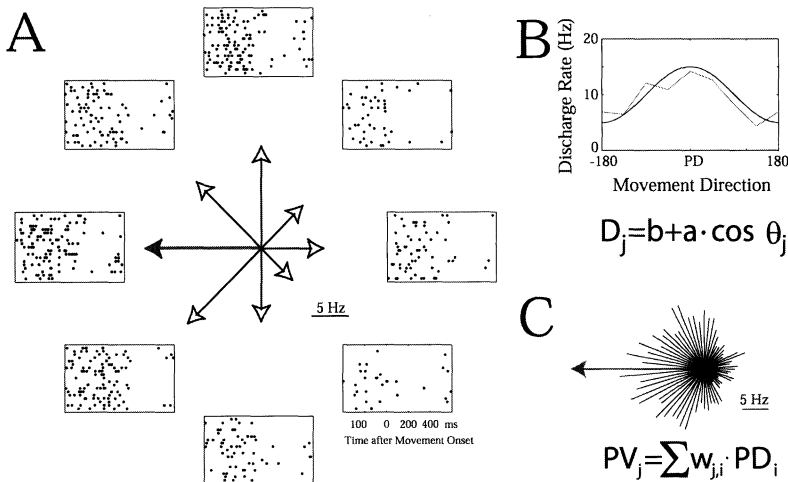 A
5 Hz
100 0 200 400 ms
Time after Movement Onset
B
Discharge Rate (Hz)
20
10
0
-180 PD 180
Movement Direction
Dj=b+a·cos θj
C
5 Hz
PVj=∑wj,i·PDi